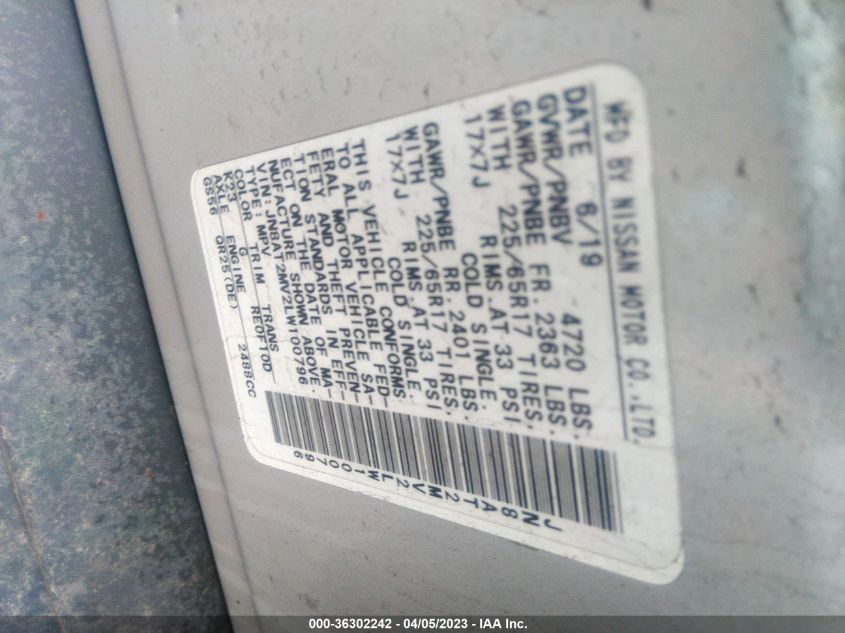 MFD BY NISSAN MOTOR CO.,LTD.
DATE 6/19
GVWR/PNBV 4720 LBS.
GAWR/PNBE FR. 2363 LBS.
WITH 225/65R17 TIRES,
17X7J RIMS.AT 33 PSI
COLD SINGLE.
GAWR/PNBE RR. 2401 LBS.
WITH 225/65R17 TIRES,
17X7J RIMS.AT 33 PSI
COLD SINGLE.
THIS VEHICLE CONFORMS
TO ALL APPLICABLE FED-
ERAL MOTOR VEHICLE SA-
FETY AND THEFT PREVEN-
TION STANDARDS IN EFF-
ECT ON THE DATE OF MA-
NUFACTURE SHOWN ABOVE.
VIN: JN8AT2MV2LW100796
TYPE: MPV
COLOR TRIM TRANS
K23 G RE0F10D
AXLE ENGINE
GS56 QR25(DE) 2488CC
JN8AT2MV2LW100796
000-36302242 - 04/05/2023 - IAA Inc.